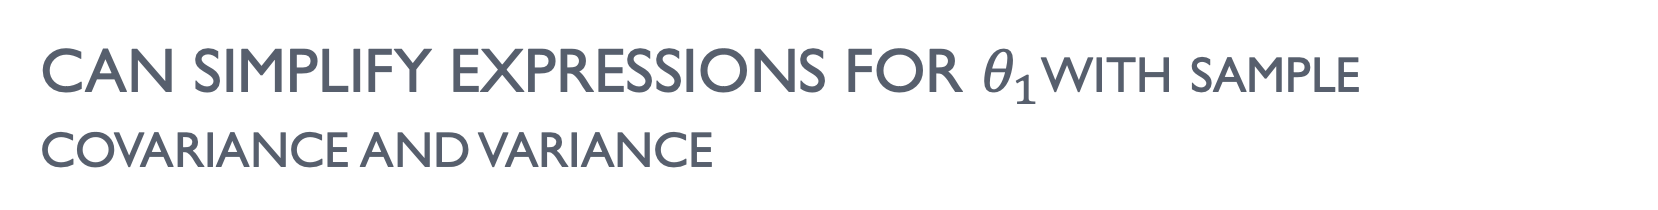 CAN SIMPLIFY EXPRESSIONS FOR 𝜃₁ WITH SAMPLE
COVARIANCE AND VARIANCE